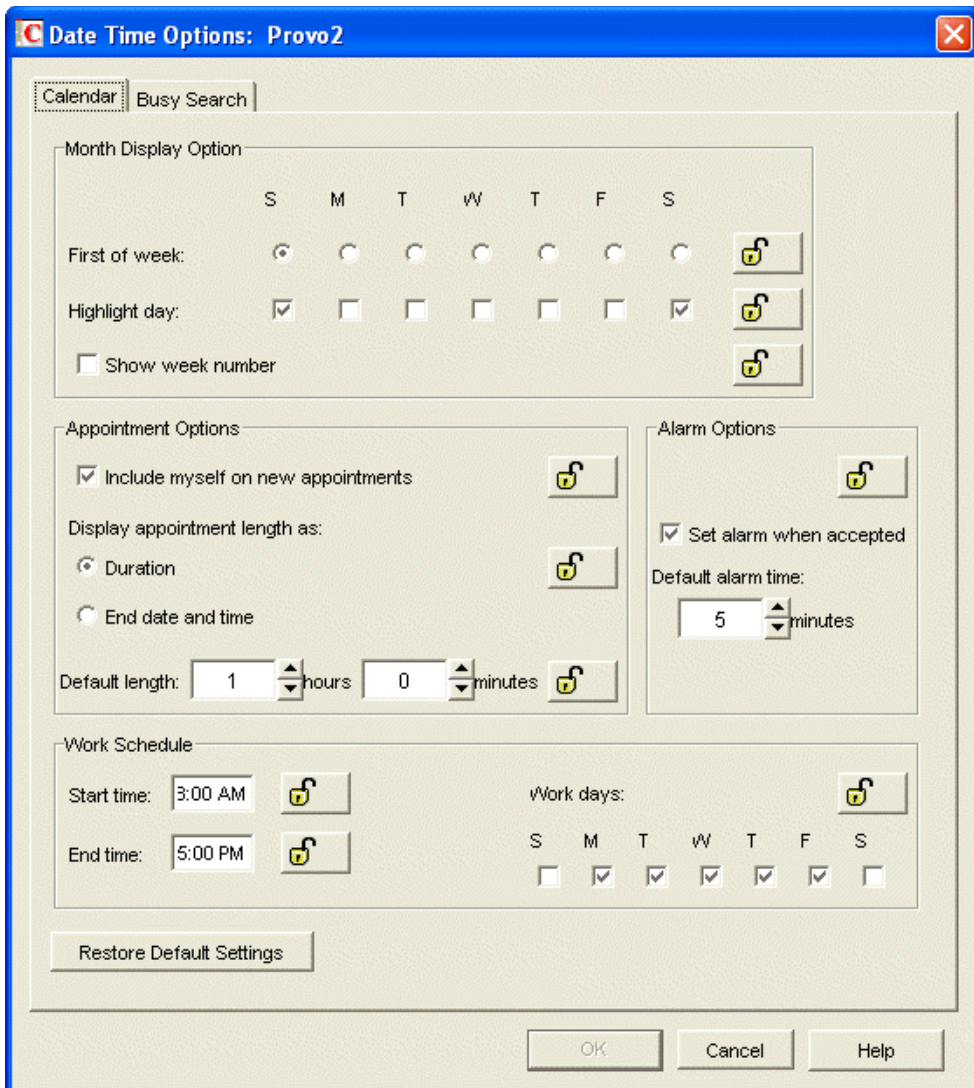 C Date Time Options: Provo2
Calendar Busy Search
Month Display Option
S M T W T F S
First of week:
Highlight day:
Show week number
Appointment Options
Include myself on new appointments
Display appointment length as:
Duration
End date and time
Default length: 1 hours 0 minutes
Alarm Options
Set alarm when accepted
Default alarm time:
5 minutes
Work Schedule
Start time: 8:00 AM
End time: 5:00 PM
Work days:
S M T W T F S
Restore Default Settings
OK Cancel Help